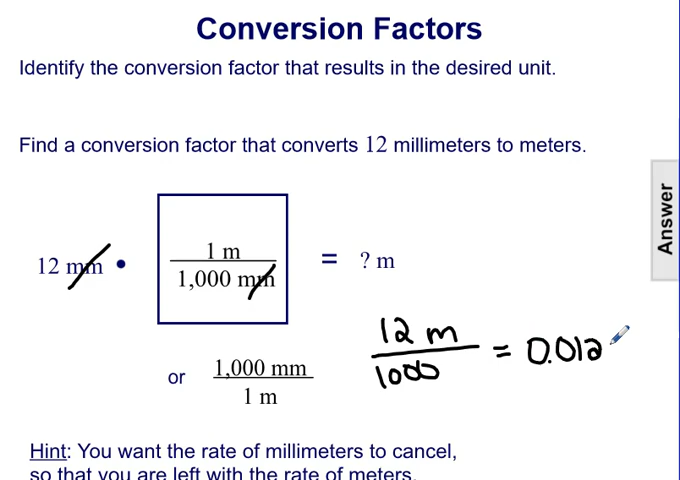 Conversion Factors
Identify the conversion factor that results in the desired unit.
Find a conversion factor that converts 12 millimeters to meters.
Answer
1 m
12 mm • = ? m
1,000 mm
12 m
= 0.012
1000
1,000 mm
or
1 m
Hint: You want the rate of millimeters to cancel,
so that you are left with the rate of meters.